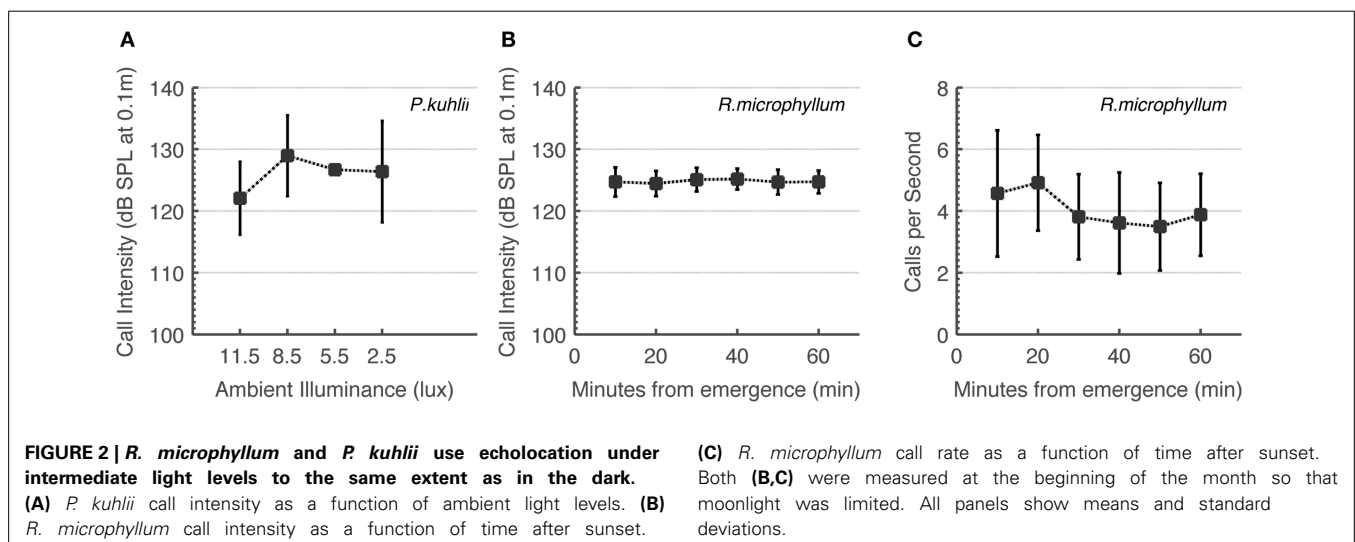 A
B
C
140
130
120
110
100
Call Intensity (dB SPL at 0.1m)
P.kuhlii
11.5 8.5 5.5 2.5
Ambient Illuminance (lux)
140
130
120
110
100
Call Intensity (dB SPL at 0.1m)
R.microphyllum
0 20 40 60
Minutes from emergence (min)
8
6
4
2
0
Calls per Second
R.microphyllum
0 20 40 60
Minutes from emergence (min)
FIGURE 2 | R. microphyllum and P. kuhlii use echolocation under
intermediate light levels to the same extent as in the dark.
(A) P. kuhlii call intensity as a function of ambient light levels. (B)
R. microphyllum call intensity as a function of time after sunset.
(C) R. microphyllum call rate as a function of time after sunset.
Both (B,C) were measured at the beginning of the month so that
moonlight was limited. All panels show means and standard
deviations.